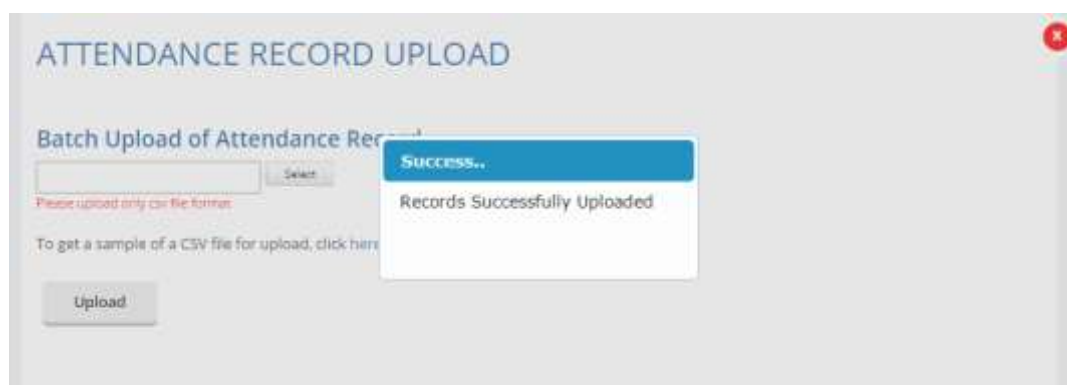 ATTENDANCE RECORD UPLOAD
Batch Upload of Attendance Record
Select
Please upload only csv file format
To get a sample of a CSV file for upload, click here
Upload
Success..
Records Successfully Uploaded
x